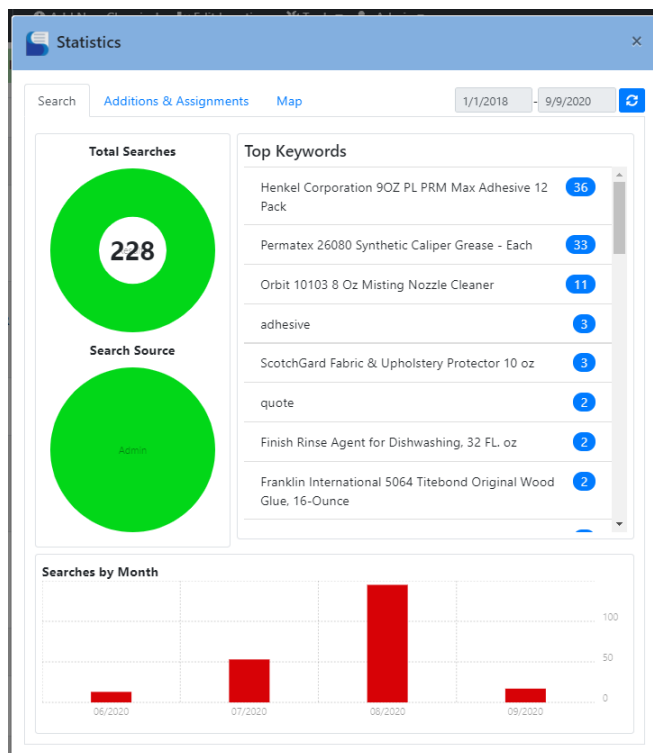 Statistics
×
Search
Additions & Assignments
Map
1/1/2018 - 9/9/2020
Total Searches
228
Search Source
Admin
Top Keywords
Henkel Corporation 9OZ PL PRM Max Adhesive 12
Pack
36
Permatex 26080 Synthetic Caliper Grease - Each
33
Orbit 10103 8 Oz Misting Nozzle Cleaner
11
adhesive
3
ScotchGard Fabric & Upholstery Protector 10 oz
3
quote
2
Finish Rinse Agent for Dishwashing, 32 FL. oz
2
Franklin International 5064 Titebond Original Wood
Glue, 16-Ounce
2
Searches by Month
100
50
0
06/2020
07/2020
08/2020
09/2020